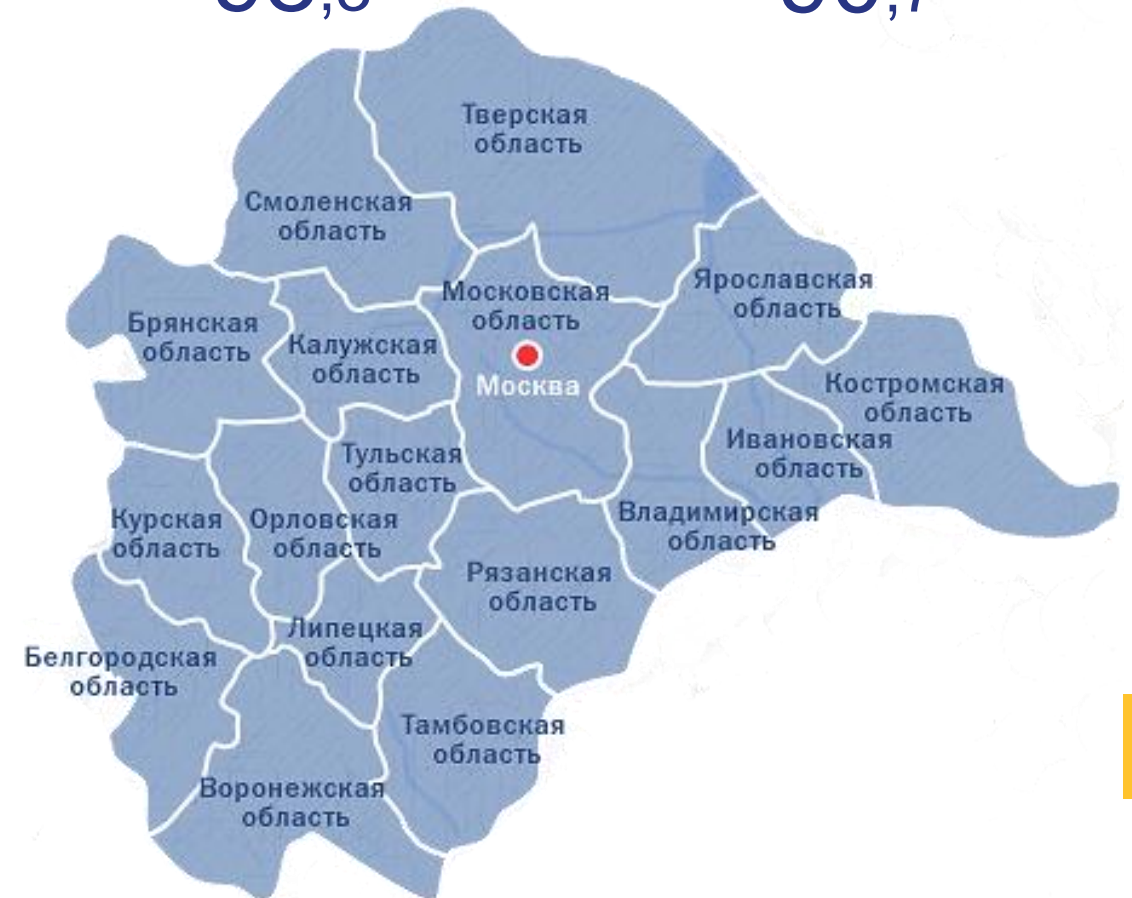 Тверская
область
Смоленская
область
Ярославская
область
Московская
область
Брянская
область
Калужская
область
Москва
Костромская
область
Ивановская
область
Тульская
область
Курская
область
Орловская
область
Владимирская
область
Рязанская
область
Липецкая
область
Белгородская
область
Тамбовская
область
Воронежская
область